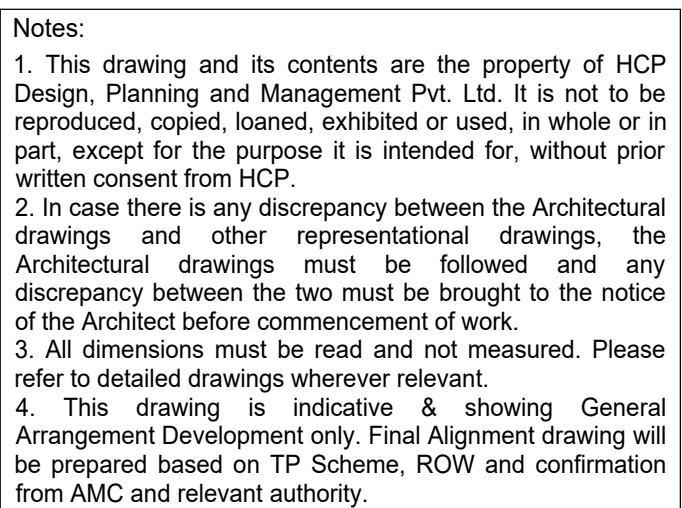 Notes:
1. This drawing and its contents are the property of HCP
Design, Planning and Management Pvt. Ltd. It is not to be
reproduced, copied, loaned, exhibited or used, in whole or in
part, except for the purpose it is intended for, without prior
written consent from HCP.
2. In case there is any discrepancy between the Architectural
drawings and other representational drawings, the
Architectural drawings must be followed and any
discrepancy between the two must be brought to the notice
of the Architect before commencement of work.
3. All dimensions must be read and not measured. Please
refer to detailed drawings wherever relevant.
4. This drawing is indicative & showing General
Arrangement Development only. Final Alignment drawing will
be prepared based on TP Scheme, ROW and confirmation
from AMC and relevant authority.